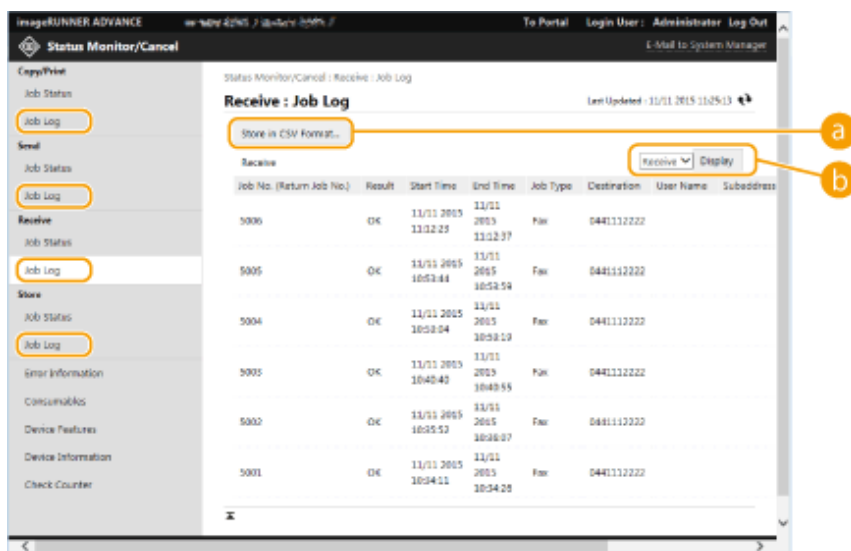 imageRUNNER ADVANCE To Portal Login User : Administrator Log Out
Status Monitor/Cancel E-Mail to System Manager
Copy/Print
Job Status
Job Log
Send
Job Status
Job Log
Receive
Job Status
Job Log
Store
Job Status
Job Log
Error Information
Consumables
Device Features
Device Information
Check Counter
Status Monitor/Cancel : Receive : Job Log
Receive : Job Log Last Updated : 11/11 2015 11:25:13
Store in CSV Format...
a
Receive Receive Display
b
Job No. (Return Job No.) Result Start Time End Time Job Type Destination User Name Subaddress
5006 OK 11/11 2015 11:12:23 11/11 2015 11:12:37 Fax 0441112222
5005 OK 11/11 2015 10:53:44 11/11 2015 10:53:59 Fax 0441112222
5004 OK 11/11 2015 10:53:04 11/11 2015 10:53:19 Fax 0441112222
5003 OK 11/11 2015 10:40:40 11/11 2015 10:40:55 Fax 0441112222
5002 OK 11/11 2015 10:35:52 11/11 2015 10:36:07 Fax 0441112222
5001 OK 11/11 2015 10:34:11 11/11 2015 10:34:26 Fax 0441112222